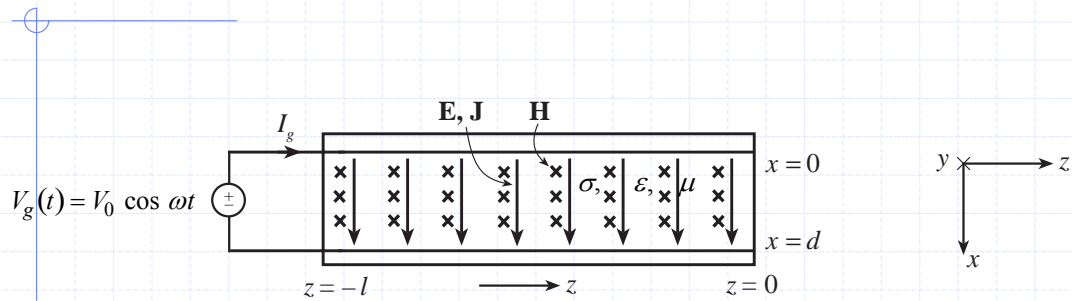 E, J
H
I_g
x = 0
y
z
V_g(t) = V_0 cos ωt
+
−
σ, ε, μ
x = d
x
z = – l
z
z = 0